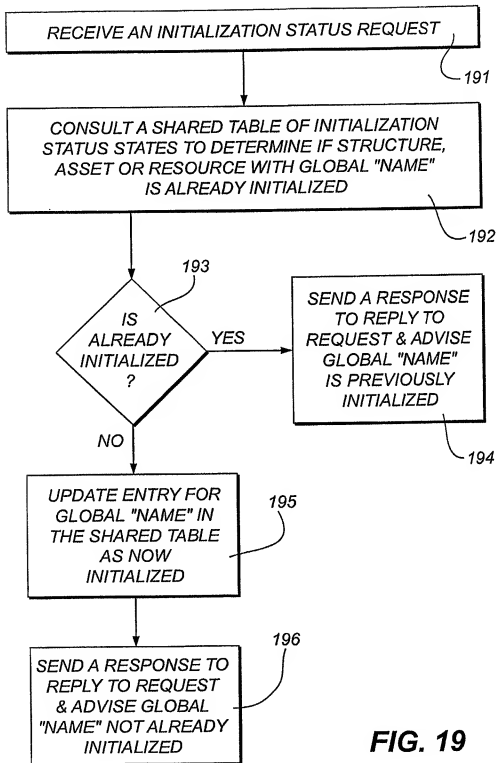 RECEIVE AN INITIALIZATION STATUS REQUEST
191
CONSULT A SHARED TABLE OF INITIALIZATION
STATUS STATES TO DETERMINE IF STRUCTURE,
ASSET OR RESOURCE WITH GLOBAL "NAME"
IS ALREADY INITIALIZED
192
193
IS
ALREADY
INITIALIZED
?
YES
SEND A RESPONSE
TO REPLY TO
REQUEST & ADVISE
GLOBAL "NAME"
IS PREVIOUSLY
INITIALIZED
194
NO
UPDATE ENTRY FOR
GLOBAL "NAME" IN
THE SHARED TABLE
AS NOW
INITIALIZED
195
SEND A RESPONSE TO
REPLY TO REQUEST
& ADVISE GLOBAL
"NAME" NOT ALREADY
INITIALIZED
196
FIG. 19